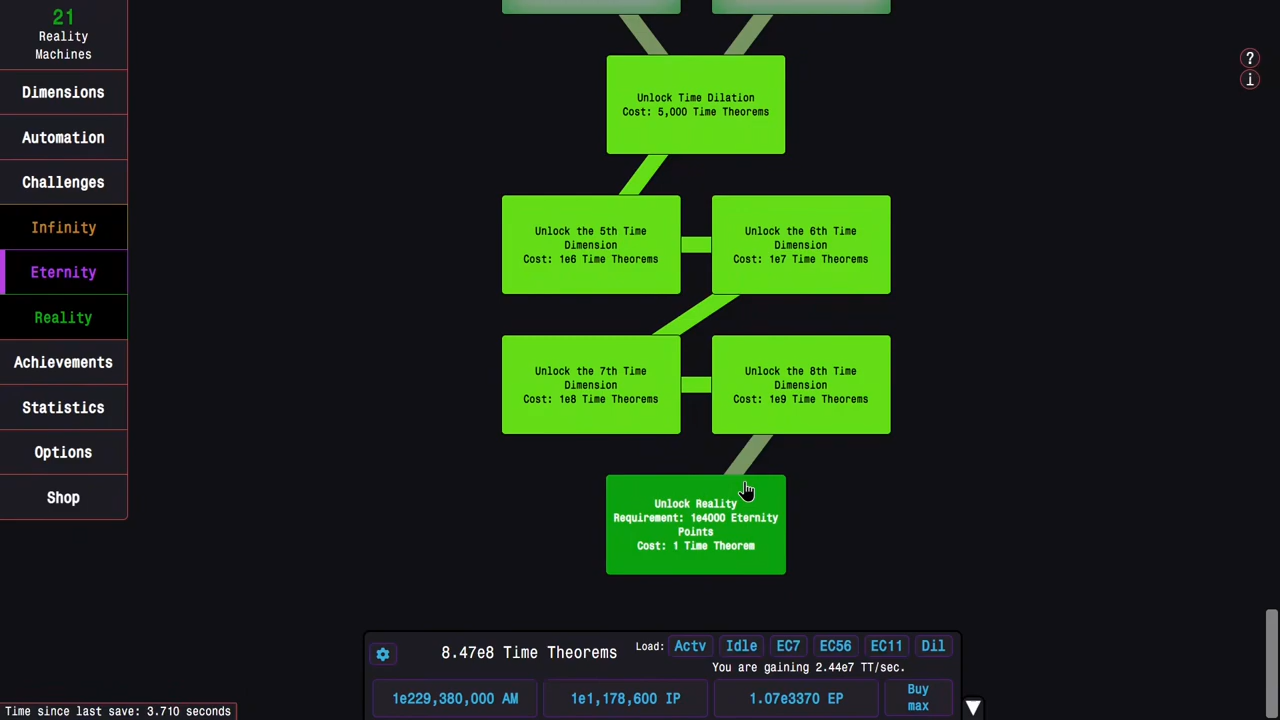 21
Reality
Machines
Dimensions
Automation
Challenges
Infinity
Eternity
Reality
Achievements
Statistics
Options
Shop
?
i
Unlock Time Dilation
Cost: 5,000 Time Theorems
Unlock the 5th Time
Dimension
Cost: 1e6 Time Theorems
Unlock the 6th Time
Dimension
Cost: 1e7 Time Theorems
Unlock the 7th Time
Dimension
Cost: 1e8 Time Theorems
Unlock the 8th Time
Dimension
Cost: 1e9 Time Theorems
Unlock Reality
Requirement: 1e4000 Eternity
Points
Cost: 1 Time Theorem
8.47e8 Time Theorems
Load: Actv Idle EC7 EC56 EC11 Dil
You are gaining 2.44e7 TT/sec.
1e229,380,000 AM
1e1,178,600 IP
1.07e3370 EP
Buy
max
Time since last save: 3.710 seconds